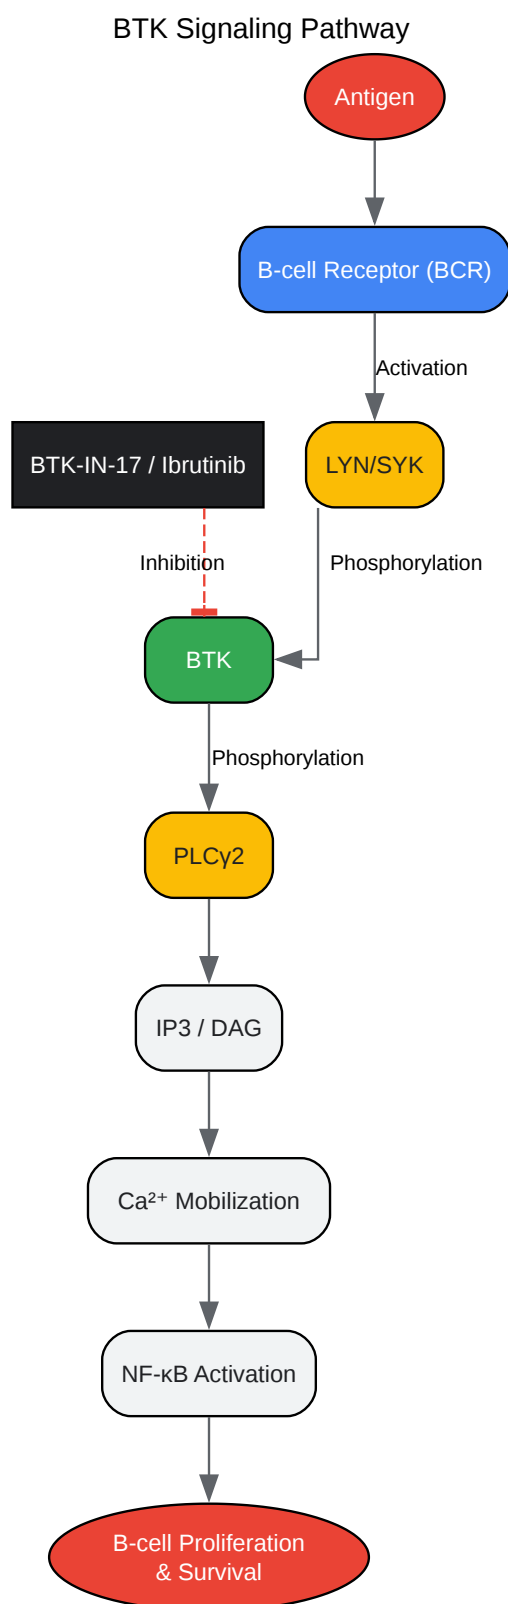 BTK Signaling Pathway
Antigen
B-cell Receptor (BCR)
Activation
BTK-IN-17 / Ibrutinib
LYN/SYK
Inhibition
Phosphorylation
BTK
Phosphorylation
PLCγ2
IP3 / DAG
Ca²⁺ Mobilization
NF-κB Activation
B-cell Proliferation
& Survival